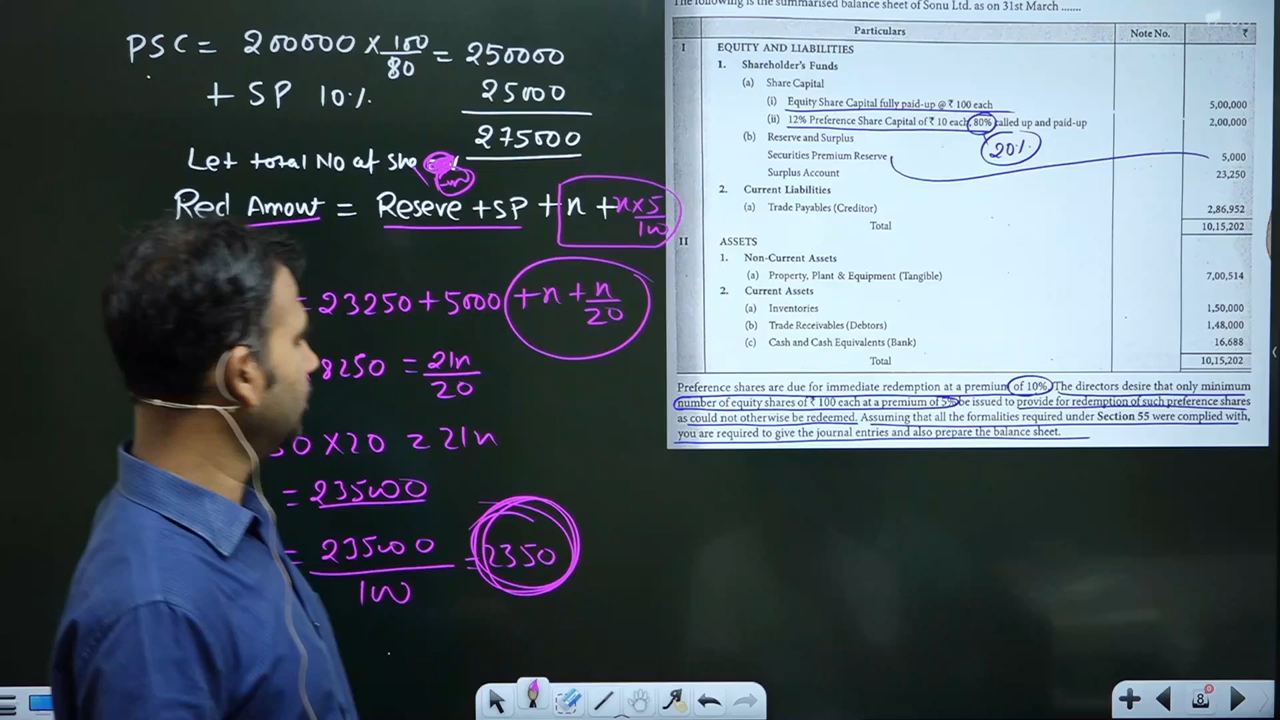 PSC = 200000 × 100/80 = 250000
+ SP 10% 25000
275000
Let total No of sha
Red Amount = Reseve + SP + n + n×5/100
= 23250 + 5000 + n + n/20
8250 = 21n/20
0 × 20 = 21n
= 235000
= 235000/100 = 2350
The following is the summarised balance sheet of Sonu Ltd. as on 31st March .......
Particulars Note No. ₹
I EQUITY AND LIABILITIES
1. Shareholder's Funds
(a) Share Capital
(i) Equity Share Capital fully paid-up @ ₹ 100 each 5,00,000
(ii) 12% Preference Share Capital of ₹ 10 each, 80% called up and paid-up 2,00,000
20%
(b) Reserve and Surplus
Securities Premium Reserve 5,000
Surplus Account 23,250
2. Current Liabilities
(a) Trade Payables (Creditor) 2,86,952
Total 10,15,202
II ASSETS
1. Non-Current Assets
(a) Property, Plant & Equipment (Tangible) 7,00,514
2. Current Assets
(a) Inventories 1,50,000
(b) Trade Receivables (Debtors) 1,48,000
(c) Cash and Cash Equivalents (Bank) 16,688
Total 10,15,202
Preference shares are due for immediate redemption at a premium of 10%. The directors desire that only minimum
number of equity shares of ₹ 100 each at a premium of 5% be issued to provide for redemption of such preference shares
as could not otherwise be redeemed. Assuming that all the formalities required under Section 55 were complied with,
you are required to give the journal entries and also prepare the balance sheet.
8